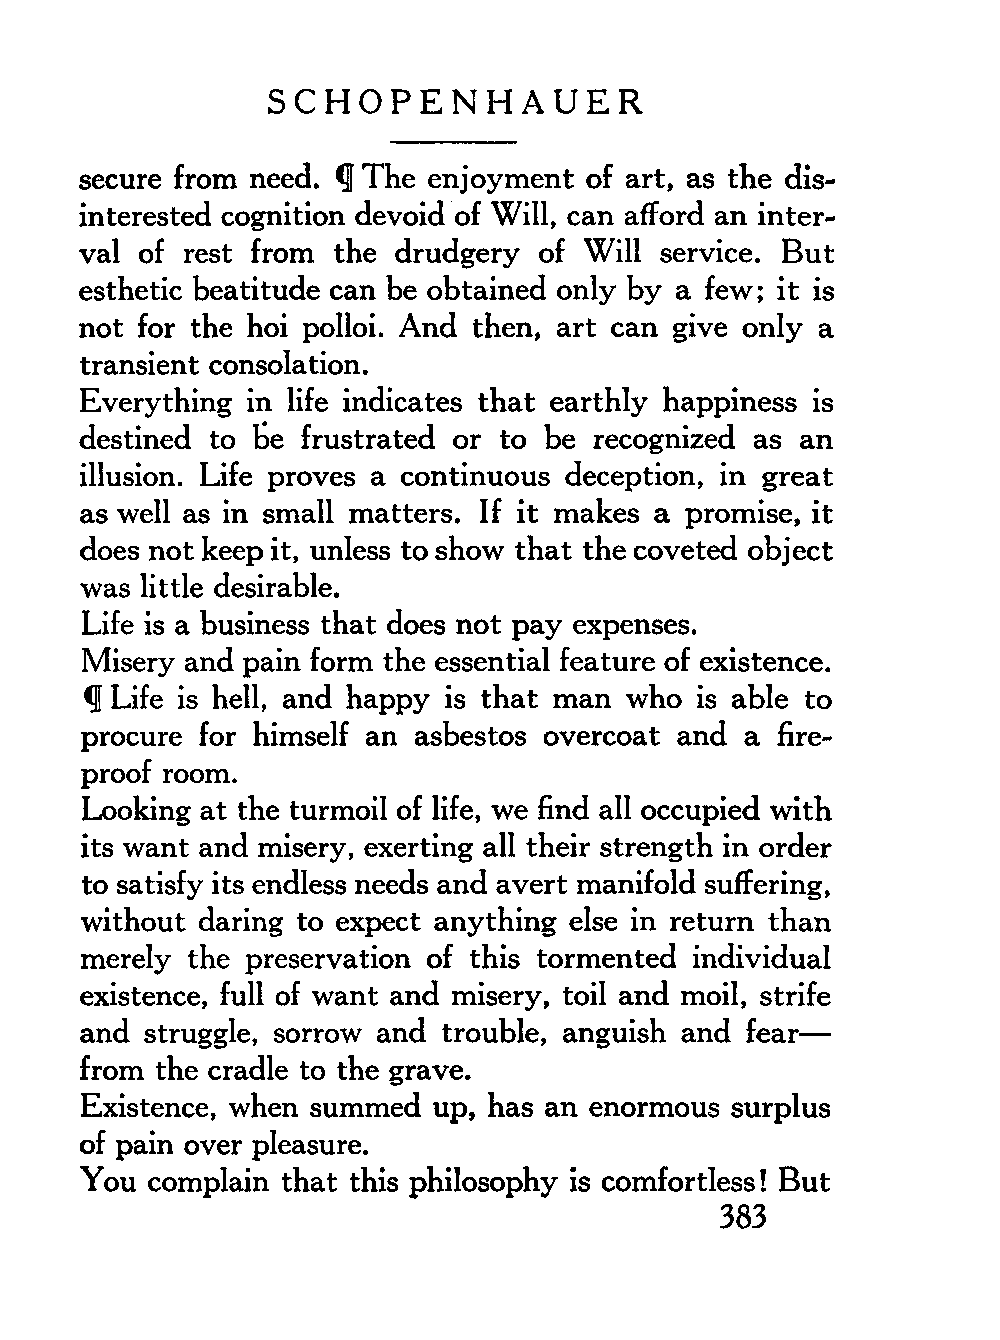 SCHOPENHAUER
secure from need. ¶ The enjoyment of art, as the dis-
interested cognition devoid of Will, can afford an inter-
val of rest from the drudgery of Will service. But
esthetic beatitude can be obtained only by a few; it is
not for the hoi polloi. And then, art can give only a
transient consolation.
Everything in life indicates that earthly happiness is
destined to be frustrated or to be recognized as an
illusion. Life proves a continuous deception, in great
as well as in small matters. If it makes a promise, it
does not keep it, unless to show that the coveted object
was little desirable.
Life is a business that does not pay expenses.
Misery and pain form the essential feature of existence.
¶ Life is hell, and happy is that man who is able to
procure for himself an asbestos overcoat and a fire-
proof room.
Looking at the turmoil of life, we find all occupied with
its want and misery, exerting all their strength in order
to satisfy its endless needs and avert manifold suffering,
without daring to expect anything else in return than
merely the preservation of this tormented individual
existence, full of want and misery, toil and moil, strife
and struggle, sorrow and trouble, anguish and fear—
from the cradle to the grave.
Existence, when summed up, has an enormous surplus
of pain over pleasure.
You complain that this philosophy is comfortless! But
383